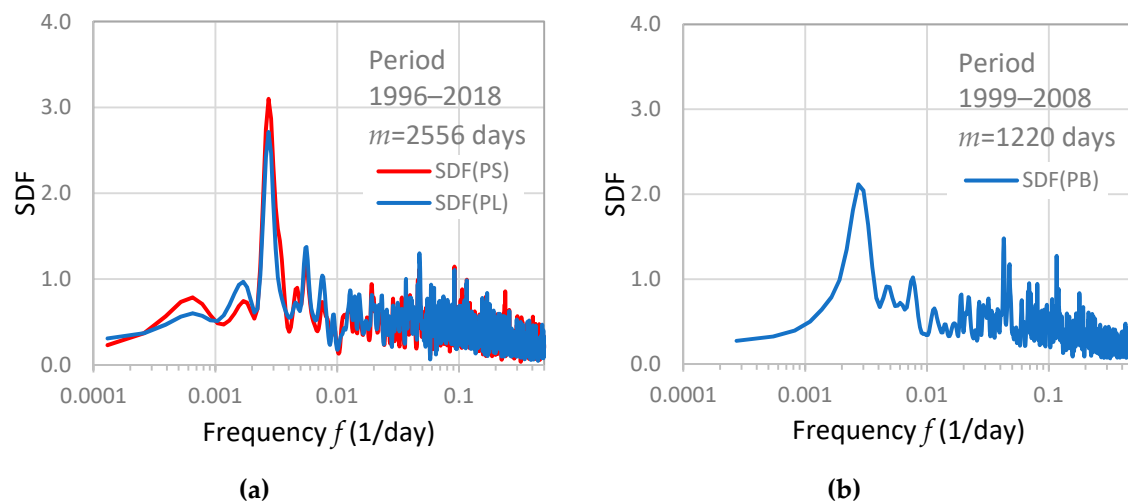 4.0
3.0
2.0
1.0
0.0
SDF
0.0001
0.001
0.01
0.1
Frequency f (1/day)
Period
1996–2018
m=2556 days
SDF(PS)
SDF(PL)
(a)
4.0
3.0
2.0
1.0
0.0
SDF
0.0001
0.001
0.01
0.1
Frequency f (1/day)
Period
1999–2008
m=1220 days
SDF(PB)
(b)